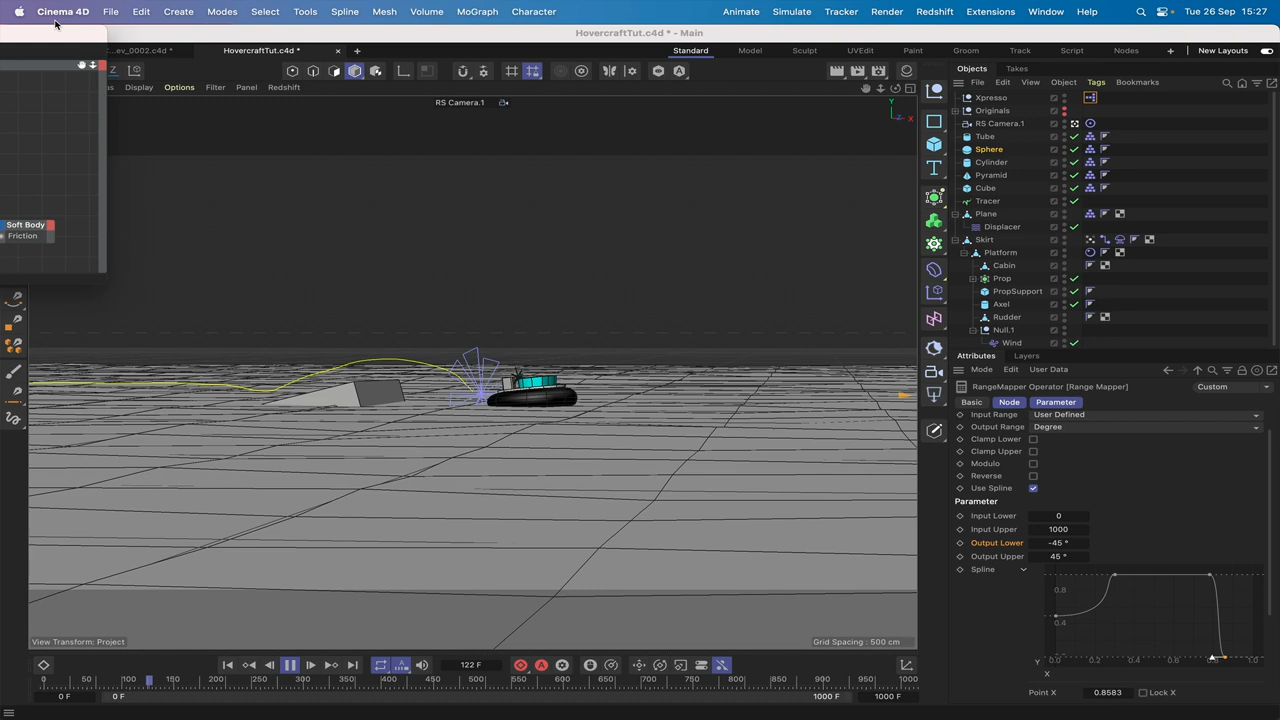 Cinema 4D File Edit Create Modes Select Tools Spline Mesh Volume MoGraph Character Animate Simulate Tracker Render Redshift Extensions Window Help Tue 26 Sep 15:27
HovercraftTut.c4d * - Main
ev_0002.c4d * HovercraftTut.c4d * Standard Model Sculpt UVEdit Paint Groom Track Script Nodes New Layouts
Display Options Filter Panel Redshift
RS Camera.1
Y
X
Soft Body
Friction
View Transform: Project
Grid Spacing : 500 cm
Objects Takes
File Edit View Object Tags Bookmarks
Xpresso
Originals
RS Camera.1
Tube
Sphere
Cylinder
Pyramid
Cube
Tracer
Plane
Displacer
Skirt
Platform
Cabin
Prop
PropSupport
Axel
Rudder
Null.1
Wind
Attributes Layers
Mode Edit User Data
RangeMapper Operator [Range Mapper] Custom
Basic Node Parameter
Input Range User Defined
Output Range Degree
Clamp Lower
Clamp Upper
Modulo
Reverse
Use Spline
Parameter
Input Lower 0
Input Upper 1000
Output Lower -45 °
Output Upper 45 °
Spline
0.8
0.4
Y 0.0 0.2 0.4 0.6 0.8 1.0
X
Point X 0.8583 Lock X
122 F
0 50 100 150 200 250 300 350 400 450 500 550 600 650 700 750 800 850 900 950 1000
0 F 0 F 1000 F 1000 F